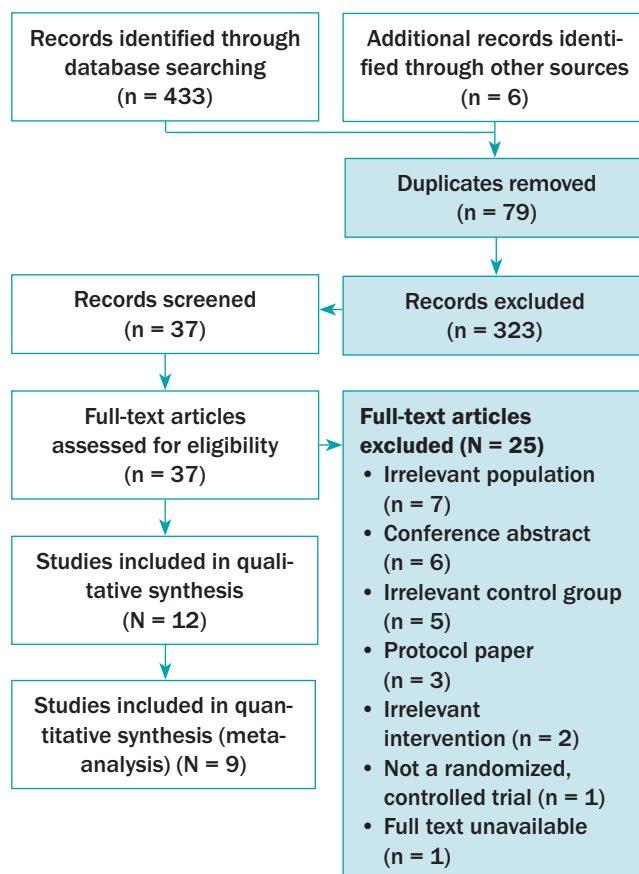 Records identified through
database searching
(n = 433)
Additional records identi-
fied through other sources
(n = 6)
Duplicates removed
(n = 79)
Records excluded
(n = 323)
Records screened
(n = 37)
Full-text articles
assessed for eligibility
(n = 37)
Full-text articles
excluded (N = 25)
• Irrelevant population
(n = 7)
• Conference abstract
(n = 6)
• Irrelevant control group
(n = 5)
• Protocol paper
(n = 3)
• Irrelevant
intervention (n = 2)
• Not a randomized,
controlled trial (n = 1)
• Full text unavailable
(n = 1)
Studies included in quali-
tative synthesis
(N = 12)
Studies included in quan-
titative synthesis (meta-
analysis) (N = 9)